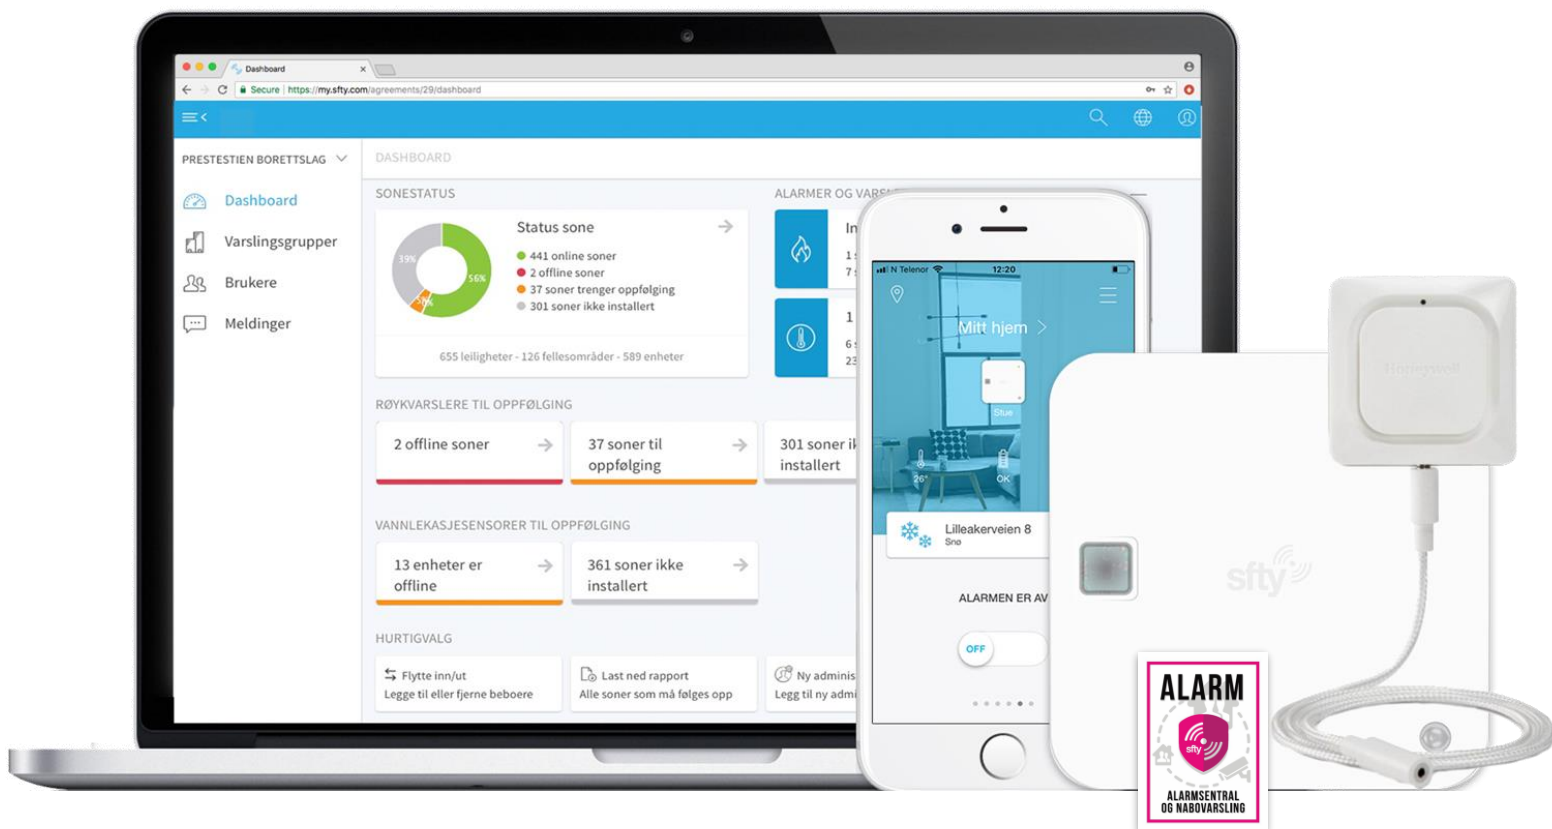 Dashboard
Secure https://my.sfty.com/agreements/29/dashboard
PRESTESTIEN BORETTSLAG
DASHBOARD
Dashboard
Varslingsgrupper
Brukere
Meldinger
SONESTATUS
Status sone
441 online soner
2 offline soner
37 soner trenger oppfølging
301 soner ikke installert
39%
56%
655 leiligheter - 126 fellesområder - 589 enheter
ALARMER OG
In
1
RØYKVARSLERE TIL OPPFØLGING
2 offline soner
37 soner til
oppfølging
301 soner
installert
VANNLEKASJESENSORER TIL OPPFØLGING
13 enheter er
offline
361 soner ikke
installert
HURTIGVALG
Flytte inn/ut
Legge til eller fjerne beboere
Last ned rapport
Alle soner som må følges opp
Ny adminis
Legg til ny admi
N Telenor
12:20
Mitt hjem
Stue
26°
OK
Lilleakerveien 8
Snø
ALARMEN ER AV
OFF
sfty
Honeywell
ALARM
sfty
ALARMSENTRAL
OG NABOVARSLING